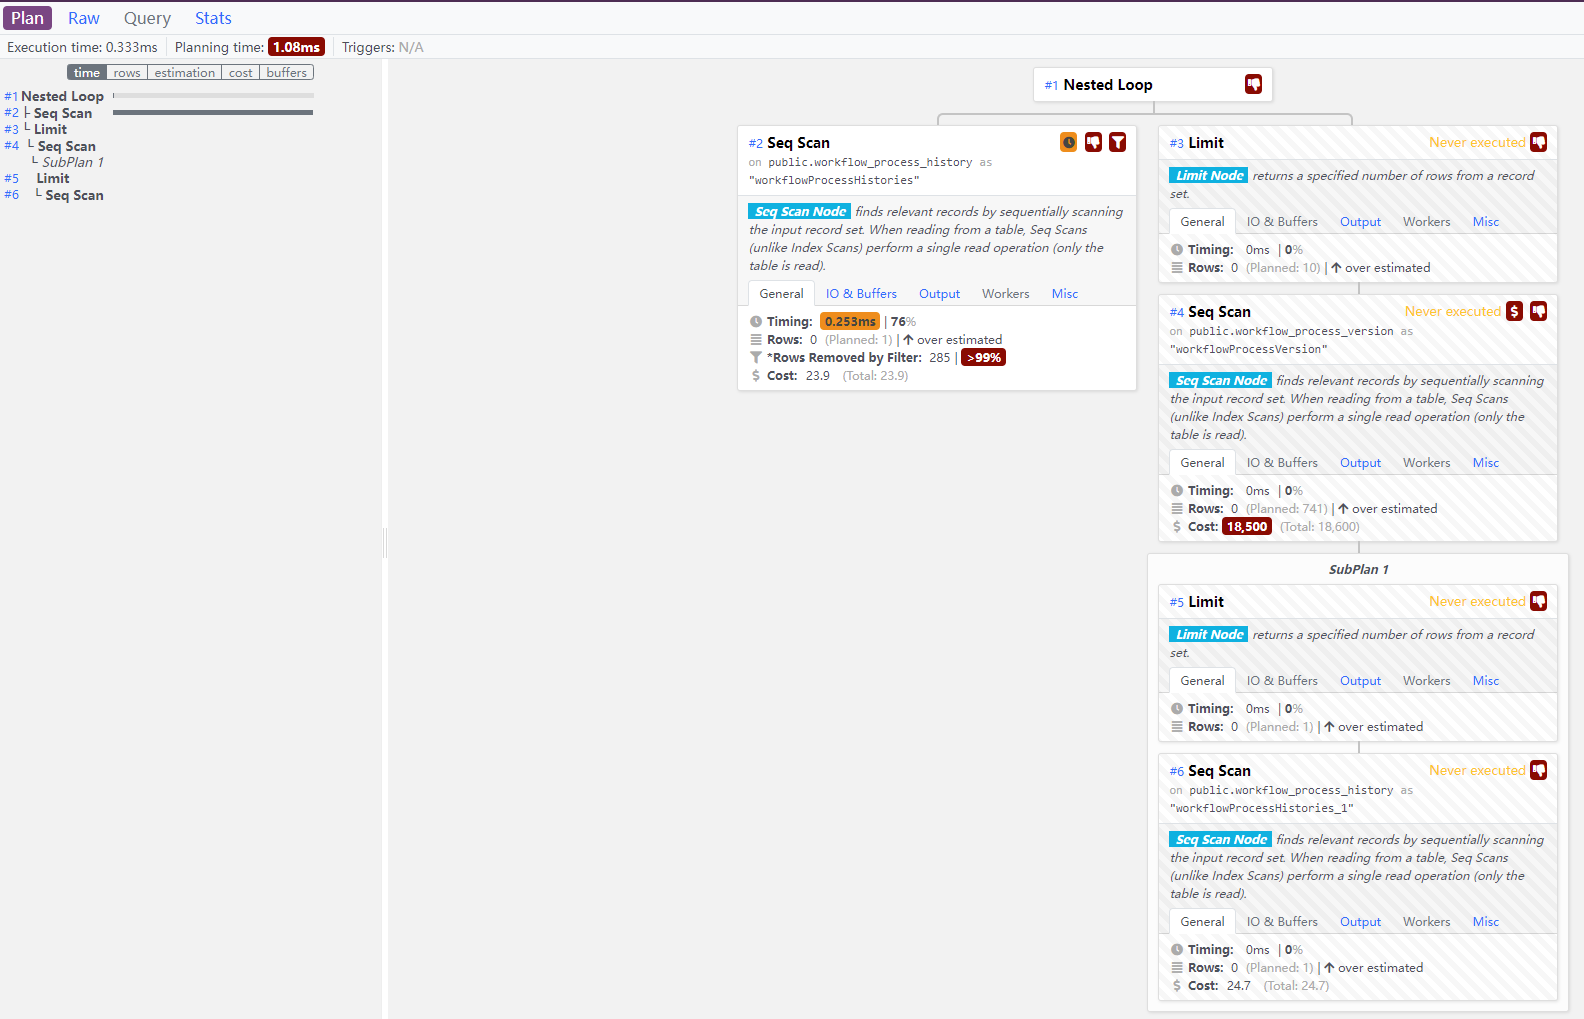 Plan Raw Query Stats
Execution time: 0.333ms Planning time: 1.08ms Triggers: N/A
time rows estimation cost buffers
#1 Nested Loop
#2 ├ Seq Scan
#3 └ Limit
#4 └ Seq Scan
└ SubPlan 1
#5 Limit
#6 └ Seq Scan
#1 Nested Loop
#2 Seq Scan
on public.workflow_process_history as
"workflowProcessHistories"
Seq Scan Node finds relevant records by sequentially scanning
the input record set. When reading from a table, Seq Scans
(unlike Index Scans) perform a single read operation (only the
table is read).
General IO & Buffers Output Workers Misc
Timing: 0.253ms | 76%
Rows: 0 (Planned: 1) | ↑ over estimated
*Rows Removed by Filter: 285 | >99%
$ Cost: 23.9 (Total: 23.9)
#3 Limit Never executed
Limit Node returns a specified number of rows from a record
set.
General IO & Buffers Output Workers Misc
Timing: 0ms | 0%
Rows: 0 (Planned: 10) | ↑ over estimated
#4 Seq Scan Never executed $
on public.workflow_process_version as
"workflowProcessVersion"
Seq Scan Node finds relevant records by sequentially scanning
the input record set. When reading from a table, Seq Scans
(unlike Index Scans) perform a single read operation (only the
table is read).
General IO & Buffers Output Workers Misc
Timing: 0ms | 0%
Rows: 0 (Planned: 741) | ↑ over estimated
$ Cost: 18,500 (Total: 18,600)
SubPlan 1
#5 Limit Never executed
Limit Node returns a specified number of rows from a record
set.
General IO & Buffers Output Workers Misc
Timing: 0ms | 0%
Rows: 0 (Planned: 1) | ↑ over estimated
#6 Seq Scan Never executed
on public.workflow_process_history as
"workflowProcessHistories_1"
Seq Scan Node finds relevant records by sequentially scanning
the input record set. When reading from a table, Seq Scans
(unlike Index Scans) perform a single read operation (only the
table is read).
General IO & Buffers Output Workers Misc
Timing: 0ms | 0%
Rows: 0 (Planned: 1) | ↑ over estimated
$ Cost: 24.7 (Total: 24.7)